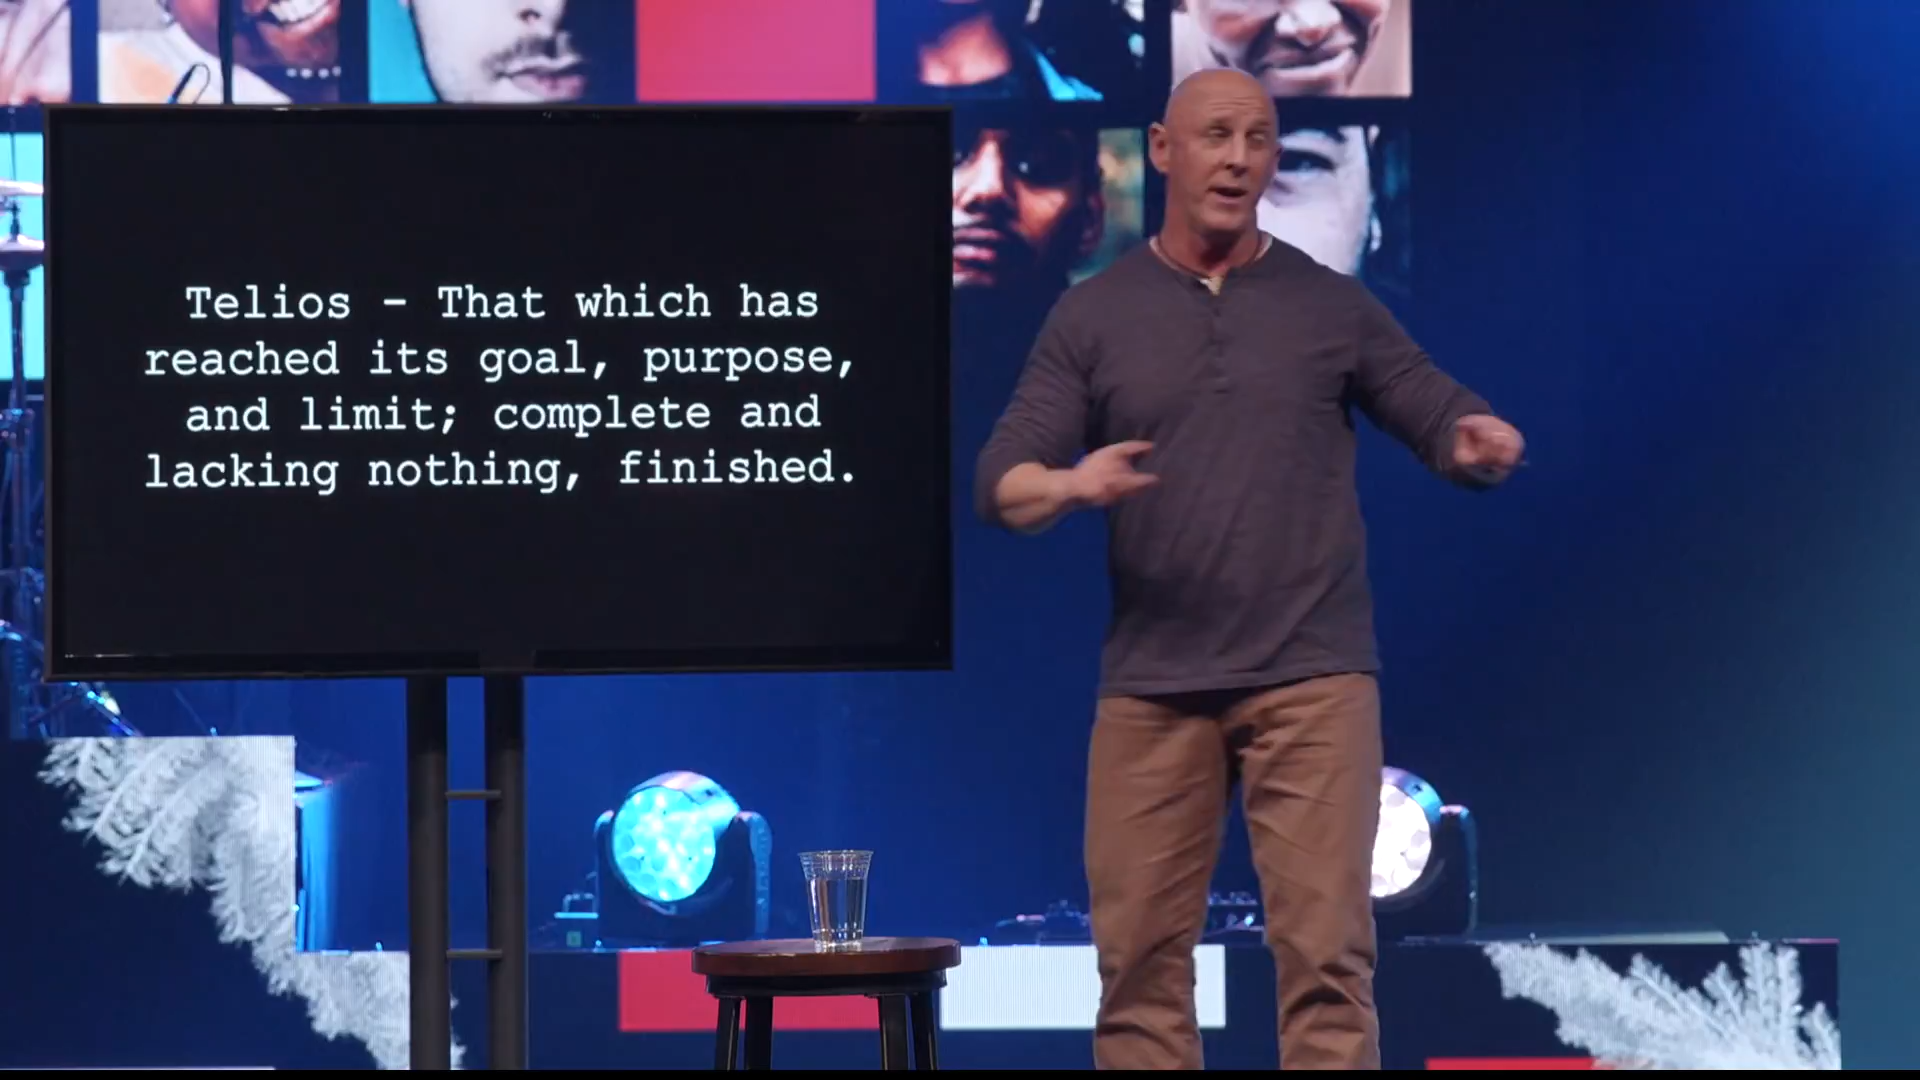 Telios - That which has
reached its goal, purpose,
and limit; complete and
lacking nothing, finished.